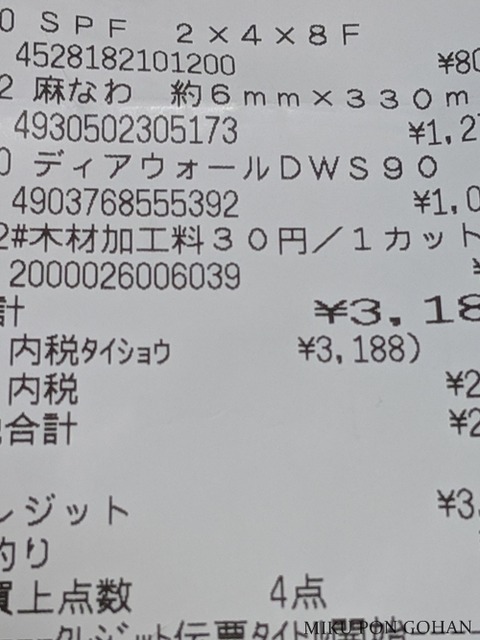 0 ＳＰＦ　２×４×８Ｆ
4528182101200 ¥80
2 麻なわ　約６ｍｍ×３３０ｍ
4930502305173 ¥1,27
0 ディアウォールＤＷＳ９０
4903768555392 ¥1,0
2#木材加工料３０円／１カット
2000026006039 ¥
計 ¥3,18
内税ﾀｲｼｮｳ ¥3,188)
内税 ¥2
合計 ¥2
レジット ¥3,
釣り
買上点数 4点
MIKU PON GOHAN